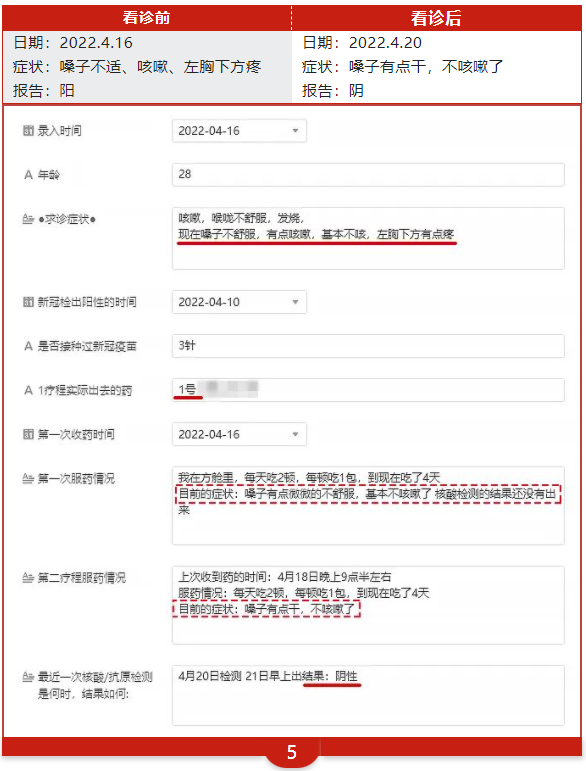 看诊前
看诊后
日期：2022.4.16
日期：2022.4.20
症状：嗓子不适、咳嗽、左胸下方疼
症状：嗓子有点干，不咳嗽了
报告：阳
报告：阴
录入时间
2022-04-16
A 年龄
28
●求诊症状●
咳嗽，喉咙不舒服，发烧，
现在嗓子不舒服，有点咳嗽，基本不咳，左胸下方有点疼
新冠检出阳性的时间
2022-04-10
A 是否接种过新冠疫苗
3针
A 1疗程实际出去的药
1号
第一次收药时间
2022-04-16
第一次服药情况
我在方舱里，每天吃2顿，每顿吃1包，到现在吃了4天
目前的症状：嗓子有点微微的不舒服，基本不咳嗽了 核酸检测的结果还没有出
来
第二疗程服药情况
上次收到药的时间：4月18日晚上9点半左右
服药情况：每天吃2顿，每顿吃1包，到现在吃了4天
目前的症状：嗓子有点干，不咳嗽了
最近一次核酸/抗原检测
是何时，结果如何:
4月20日检测 21日早上出结果：阴性
5